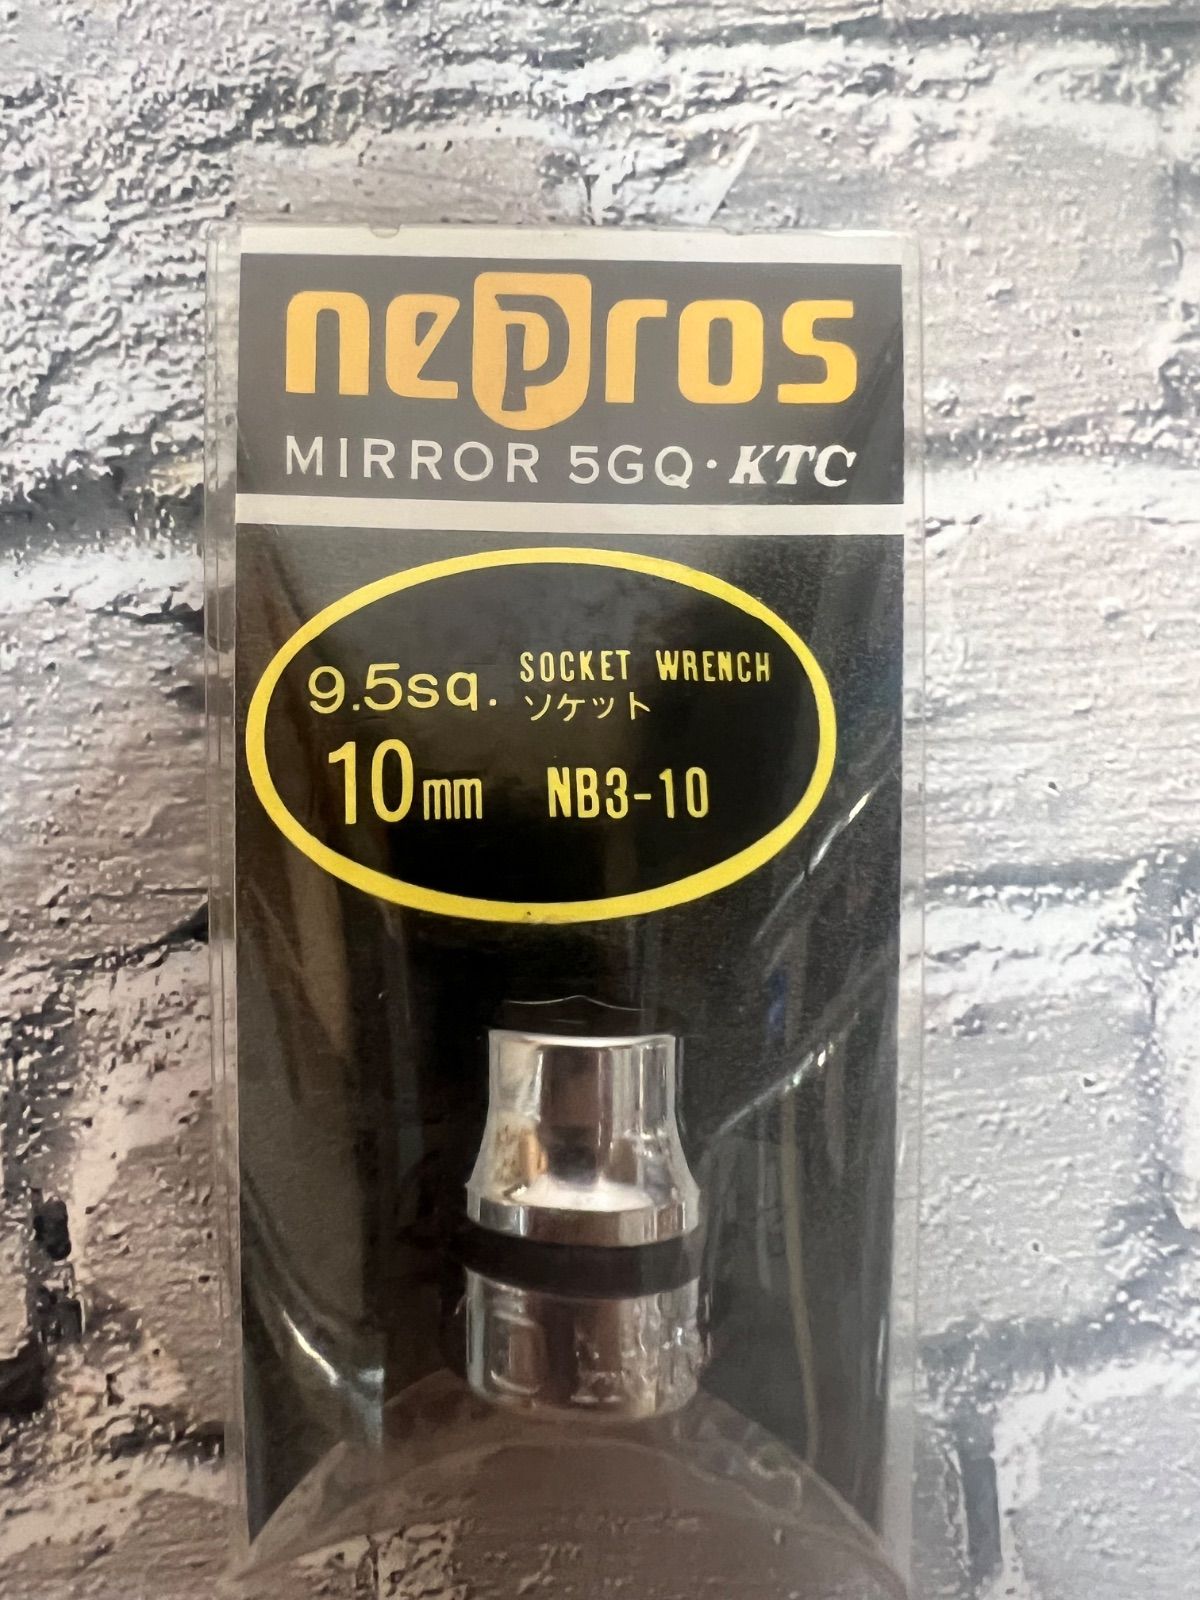 nepros
MIRROR 5GQ・KTC
9.5sq. SOCKET WRENCH
ソケット
10mm NB3-10